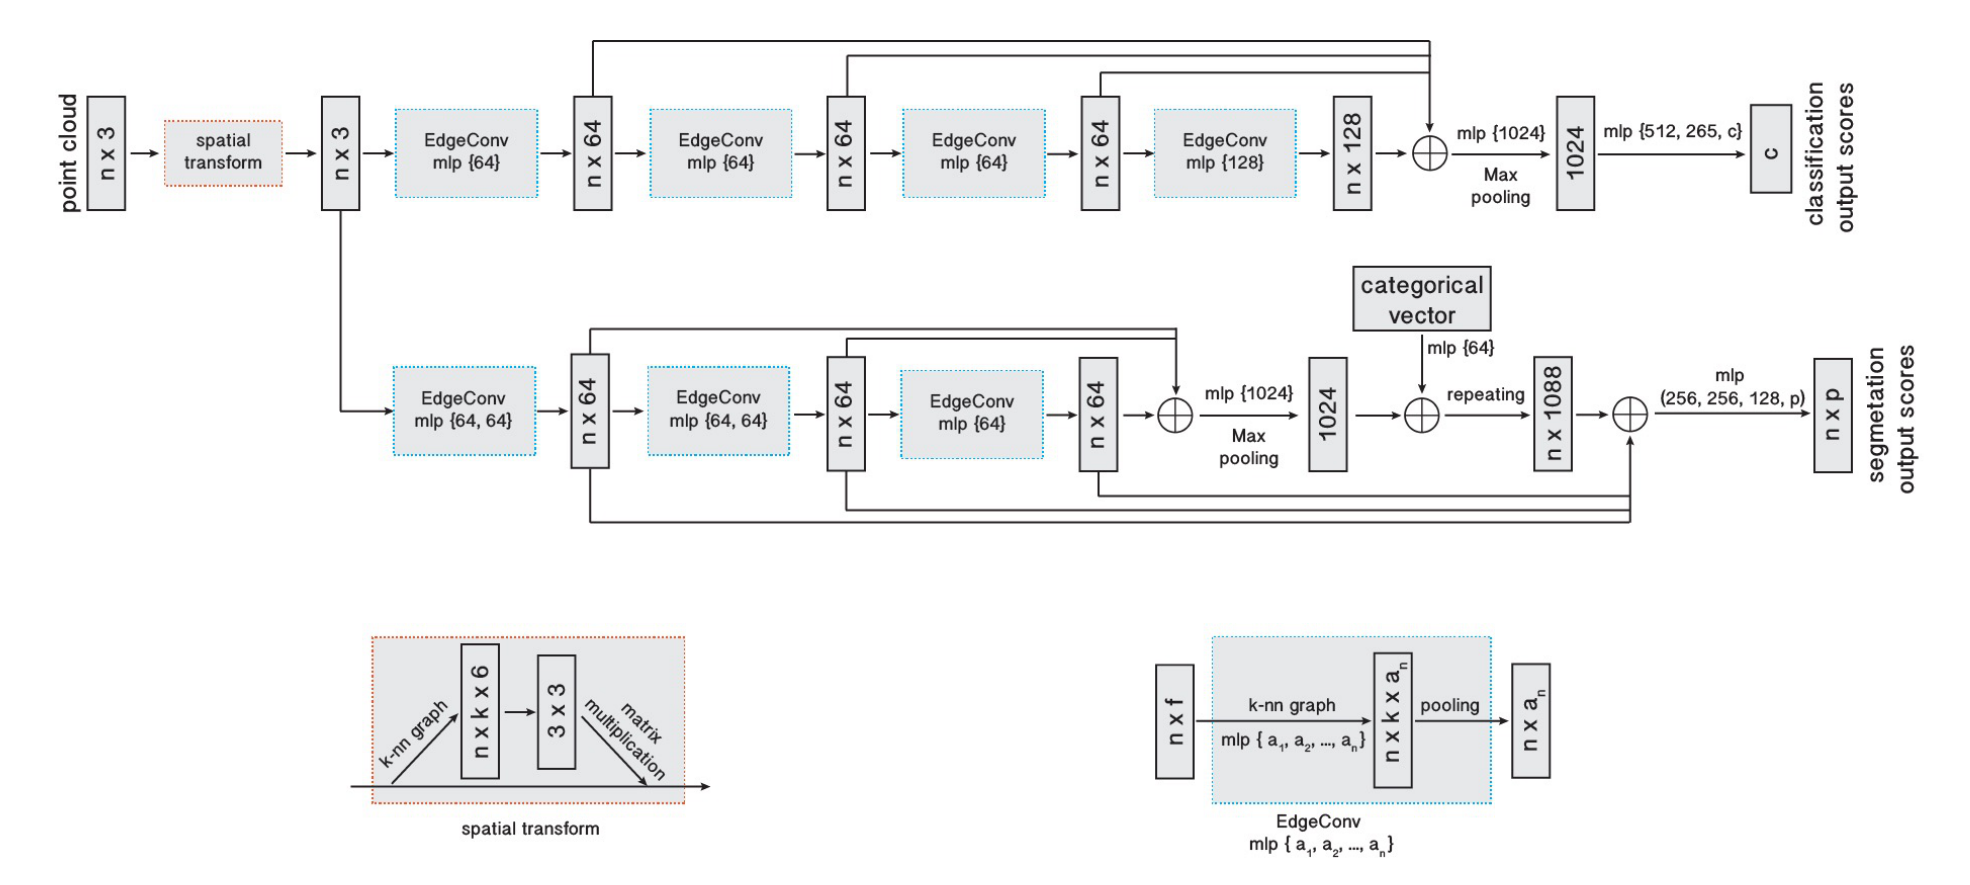 point cloud
n x 3
spatial
transform
n x 3
EdgeConv
mlp {64}
n x 64
EdgeConv
mlp {64}
n x 64
EdgeConv
mlp {64}
n x 64
EdgeConv
mlp {128}
n x 128
mlp {1024}
Max
pooling
1024
mlp {512, 265, c}
c
classification
output scores
categorical
vector
mlp {64}
EdgeConv
mlp {64, 64}
n x 64
EdgeConv
mlp {64, 64}
n x 64
EdgeConv
mlp {64}
n x 64
mlp {1024}
Max
pooling
1024
repeating
n x 1088
mlp
(256, 256, 128, p)
n x p
segmetation
output scores
k-nn graph
n x k x 6
3 x 3
matrix
multiplication
spatial transform
n x f
k-nn graph
mlp { a₁, a₂, ..., aₙ}
n x k x aₙ
pooling
n x aₙ
EdgeConv
mlp { a₁, a₂, ..., aₙ}